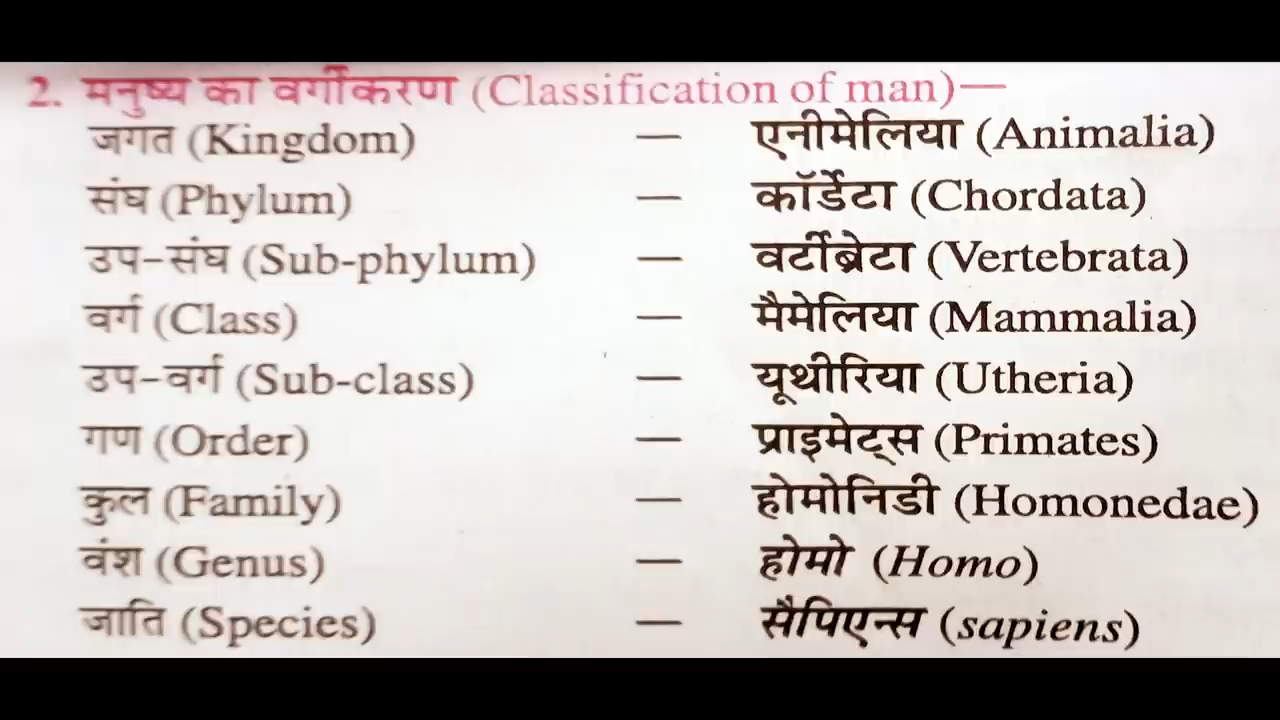 2. मनुष्य का वर्गीकरण (Classification of man)—
जगत (Kingdom) — एनीमेलिया (Animalia)
संघ (Phylum) — कॉर्डेटा (Chordata)
उप-संघ (Sub-phylum) — वर्टीब्रेटा (Vertebrata)
वर्ग (Class) — मैमेलिया (Mammalia)
उप-वर्ग (Sub-class) — यूथीरिया (Utheria)
गण (Order) — प्राइमेट्स (Primates)
कुल (Family) — होमोनिडी (Homonedae)
वंश (Genus) — होमो (Homo)
जाति (Species) — सैपिएन्स (sapiens)